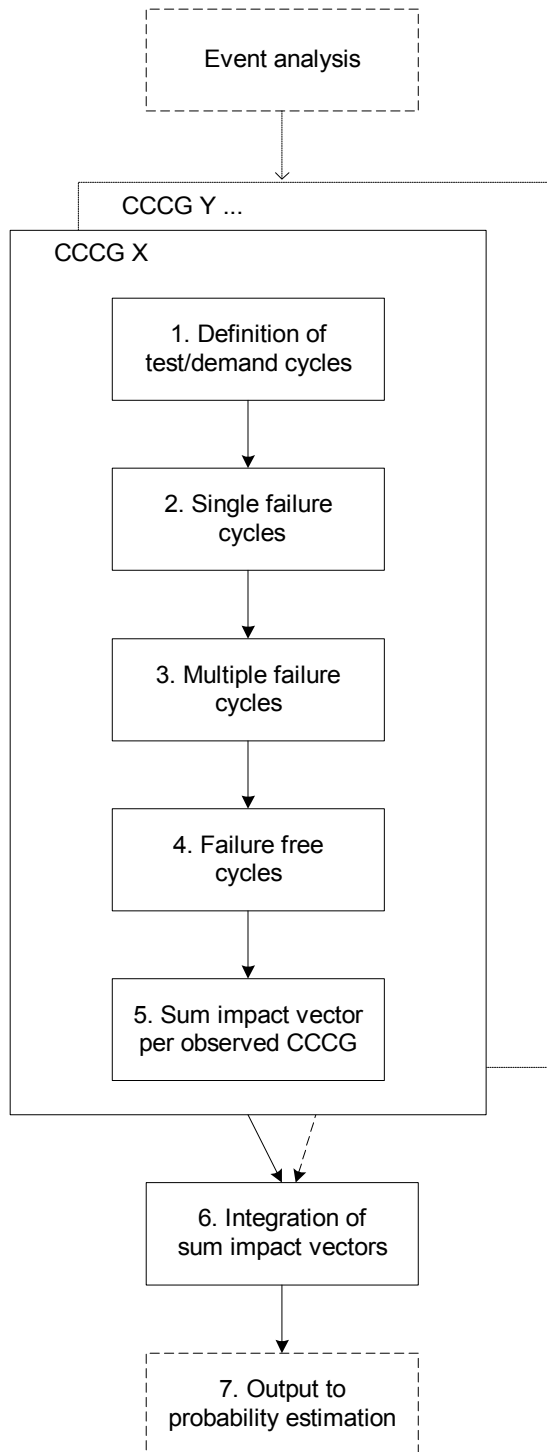 Event analysis
CCCG Y ...
CCCG X
1. Definition of
test/demand cycles
2. Single failure
cycles
3. Multiple failure
cycles
4. Failure free
cycles
5. Sum impact vector
per observed CCCG
6. Integration of
sum impact vectors
7. Output to
probability estimation